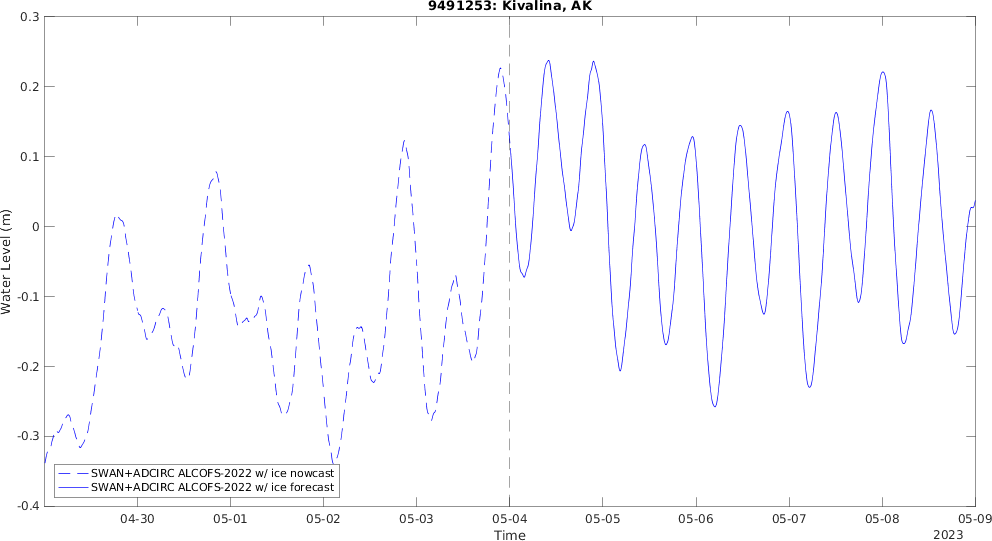 9491253: Kivalina, AK
0.3
0.2
0.1
0
-0.1
-0.2
-0.3
-0.4
Water Level (m)
SWAN+ADCIRC ALCOFS-2022 w/ ice nowcast
SWAN+ADCIRC ALCOFS-2022 w/ ice forecast
04-30 05-01 05-02 05-03 05-04 05-05 05-06 05-07 05-08 05-09
Time
2023